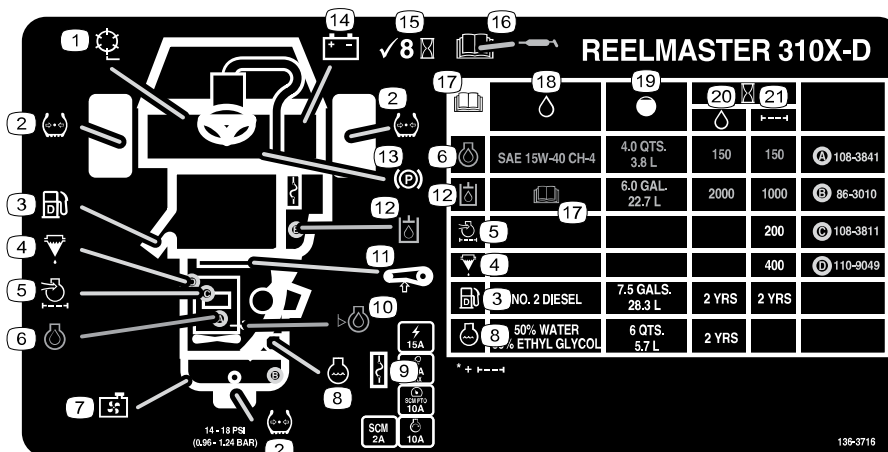 1
14
15
16
✓8
REELMASTER 310X-D
2
2
17
18
19
20
21
13
(P)
6
SAE 15W-40 CH-4
4.0 QTS.
3.8 L
150
150
A 108-3841
12
6.0 GAL.
22.7 L
2000
1000
B 86-3010
17
3
D
12
5
200
C 108-3811
4
11
4
400
D 110-9049
5
C
10
3
D
NO. 2 DIESEL
7.5 GALS.
28.3 L
2 YRS
2 YRS
6
15A
8
50% WATER
% ETHYL GLYCOL
6 QTS.
5.7 L
2 YRS
7
B
8
9
SCM PTO
10A
* +
14 - 18 PSI
(0.96 - 1.24 BAR)
2
SCM
2A
10A
136-3716